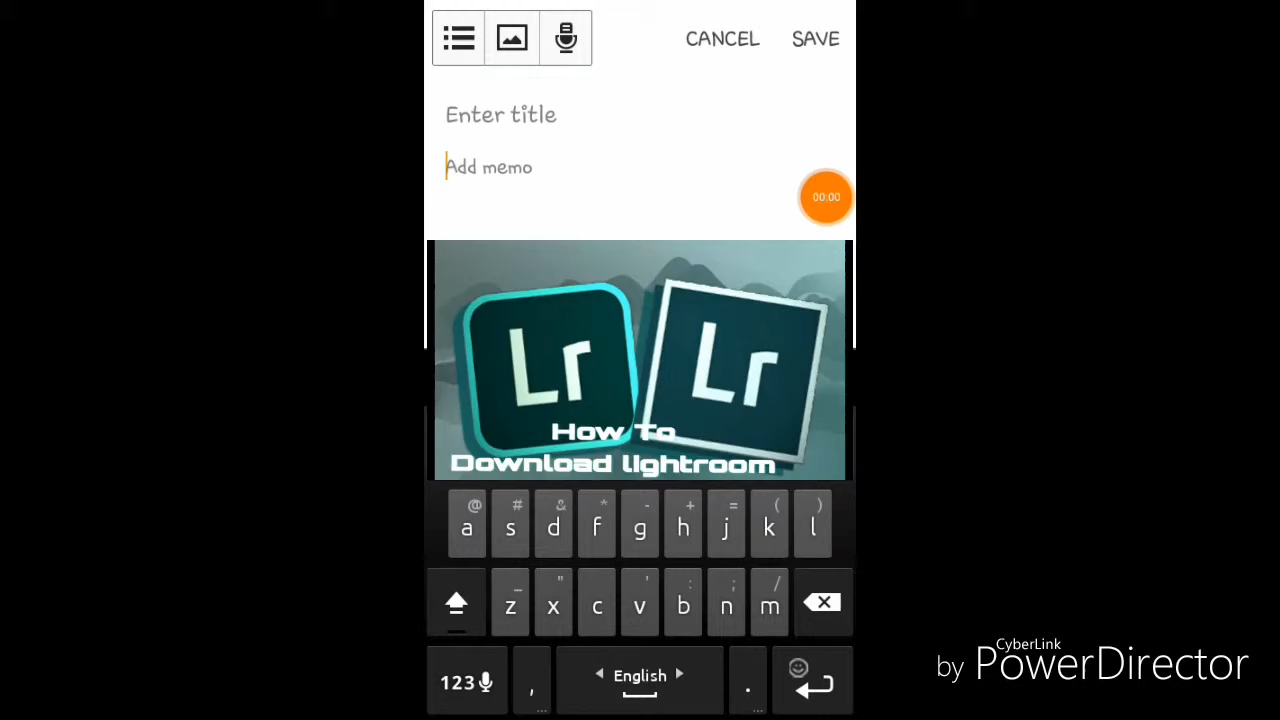 CANCEL SAVE
Enter title
Add memo
00:00
Lr Lr
How To
Download lightroom
@ # & * - + = ( )
a s d f g h j k l
_ " ' : ; /
z x c v b n m
123 , English .
... ...
CyberLink
by PowerDirector